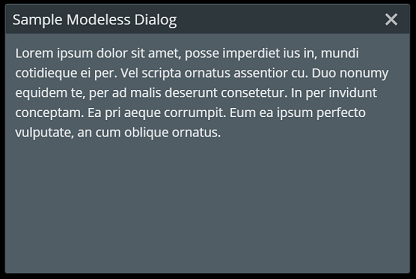 Sample Modeless Dialog
Lorem ipsum dolor sit amet, posse imperdiet ius in, mundi
cotidieque ei per. Vel scripta ornatus assentior cu. Duo nonumy
equidem te, per ad malis deserunt consetetur. In per invidunt
conceptam. Ea pri aeque corrumpit. Eum ea ipsum perfecto
vulputate, an cum oblique ornatus.